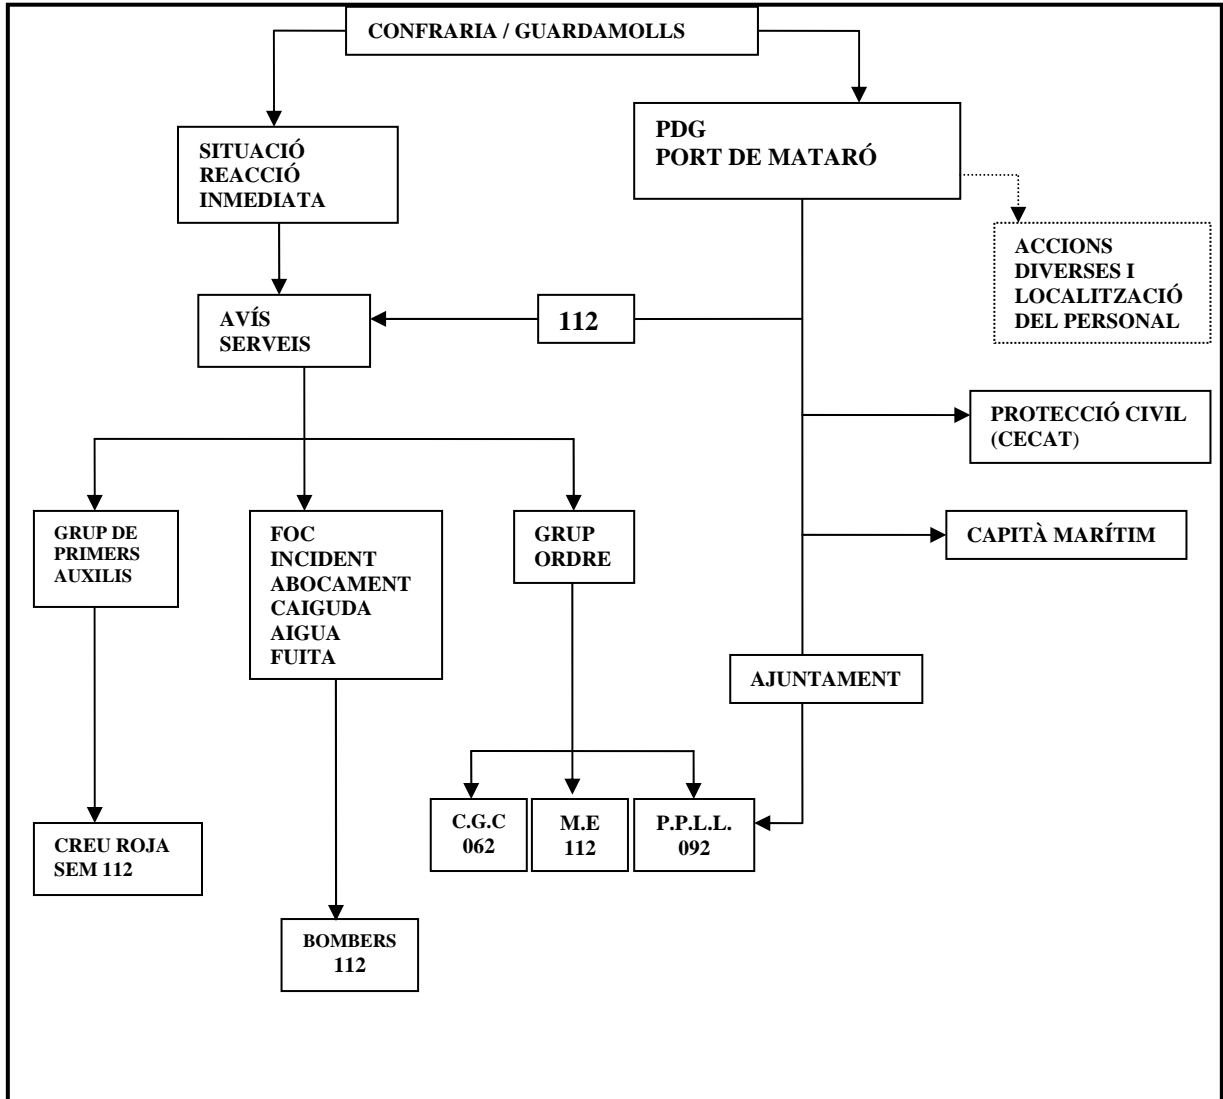 CONFRARIA / GUARDAMOLLS
PDG
PORT DE MATARÓ
SITUACIÓ
REACCIÓ
INMEDIATA
ACCIONS
DIVERSES I
LOCALITZACIÓ
DEL PERSONAL
AVÍS
SERVEIS
112
PROTECCIÓ CIVIL
(CECAT)
GRUP DE
PRIMERS
AUXILIS
FOC
INCIDENT
ABOCAMENT
CAIGUDA
AIGUA
FUITA
GRUP
ORDRE
CAPITÀ MARÍTIM
AJUNTAMENT
C.G.C
062
M.E
112
P.P.L.L.
092
CREU ROJA
SEM 112
BOMBERS
112